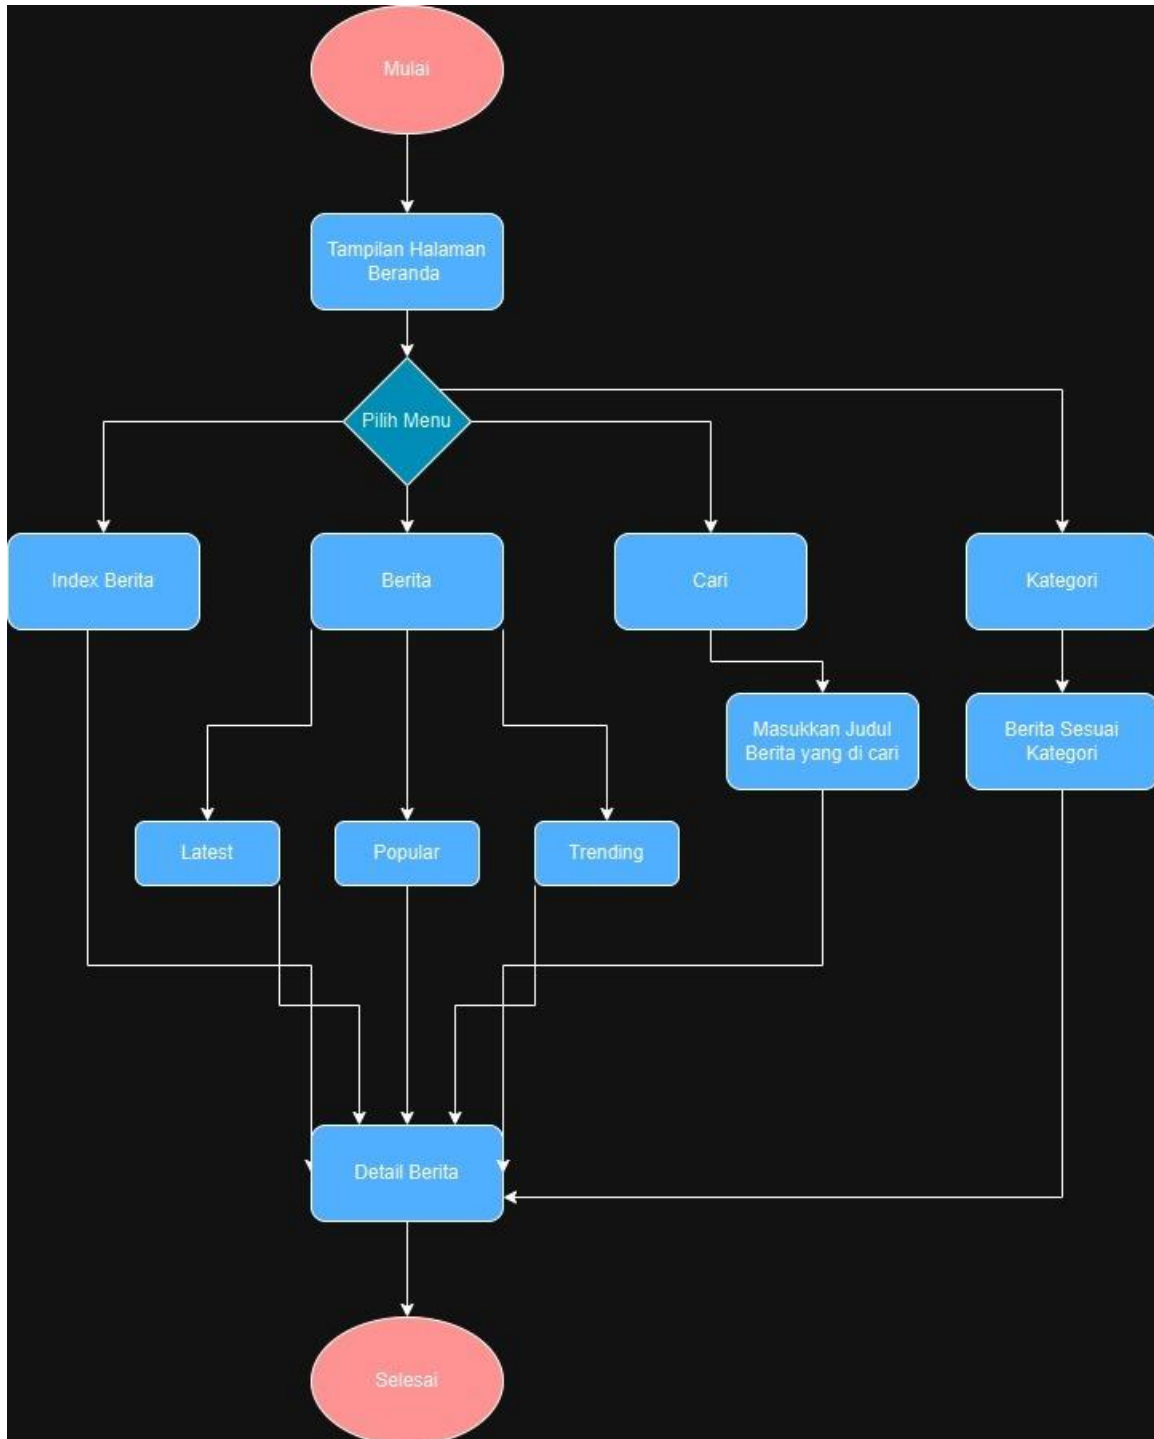 Mulai
Tampilan Halaman
Beranda
Pilih Menu
Index Berita
Berita
Cari
Kategori
Masukkan Judul
Berita yang di cari
Berita Sesuai
Kategori
Latest
Popular
Trending
Detail Berita
Selesai